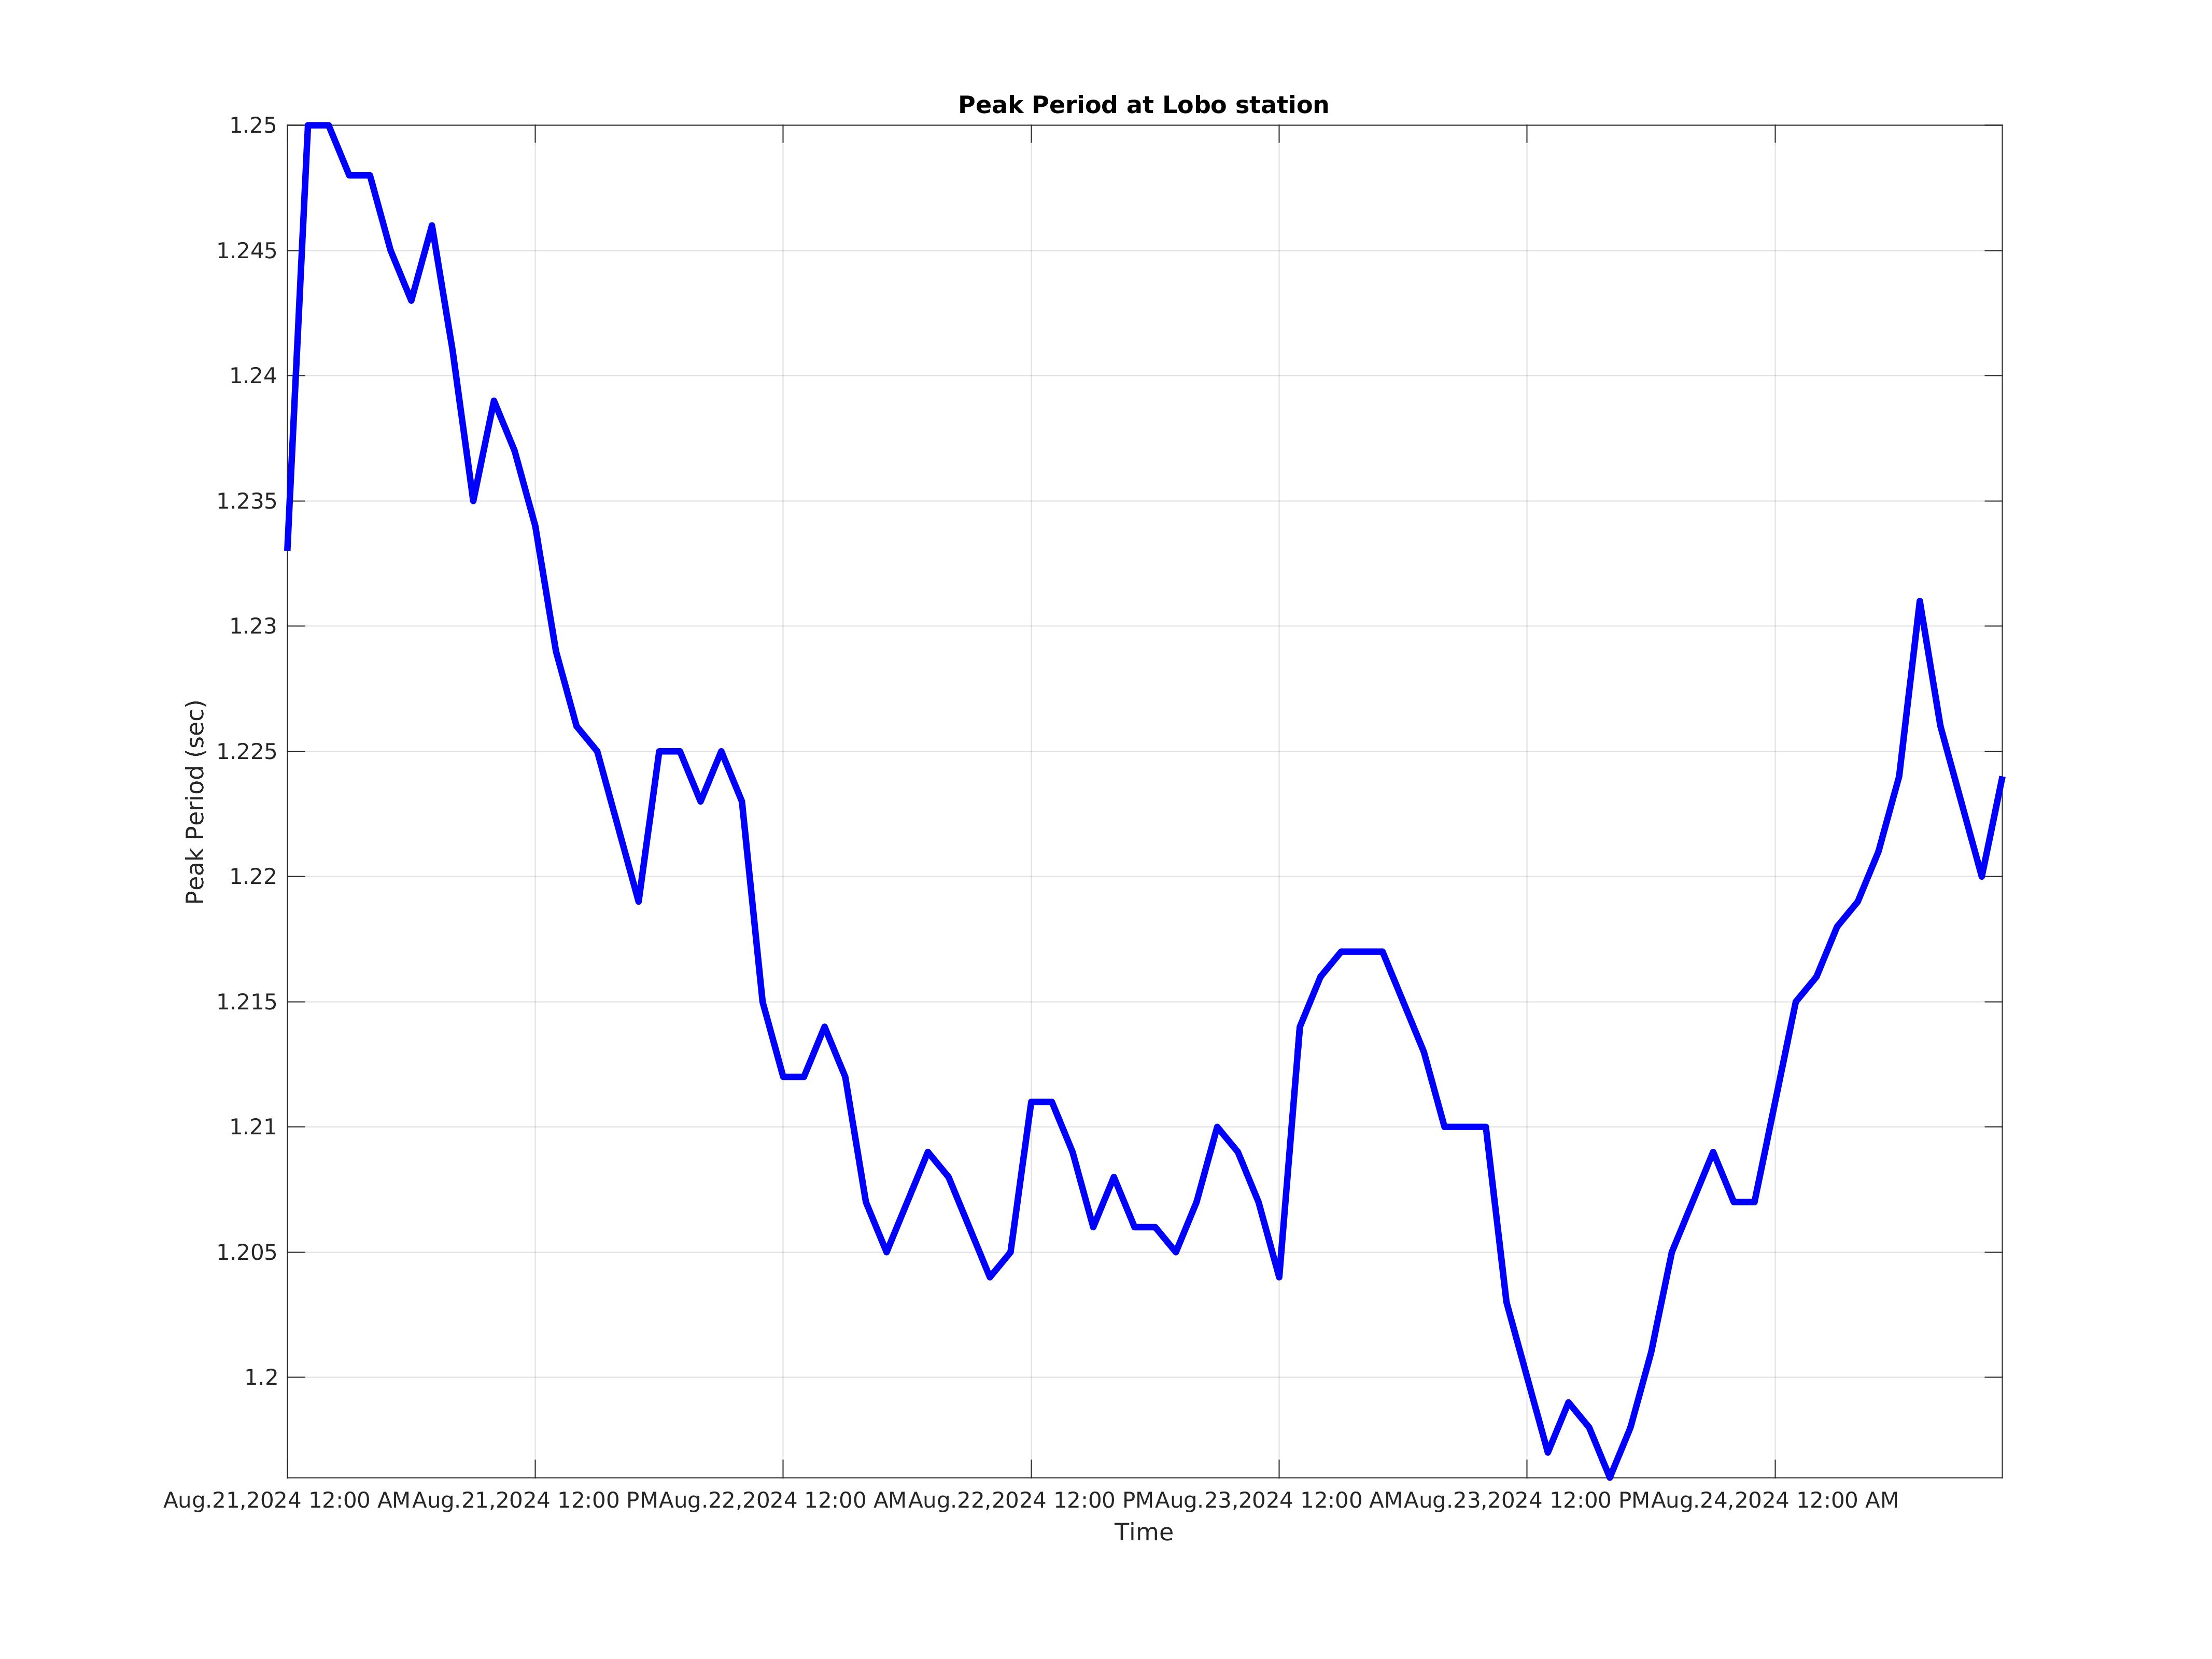 Peak Period at Lobo station
1.25
1.245
1.24
1.235
1.23
1.225
1.22
1.215
1.21
1.205
1.2
Peak Period (sec)
Aug.21,2024 12:00 AM
Aug.21,2024 12:00 PM
Aug.22,2024 12:00 AM
Aug.22,2024 12:00 PM
Aug.23,2024 12:00 AM
Aug.23,2024 12:00 PM
Aug.24,2024 12:00 AM
Time